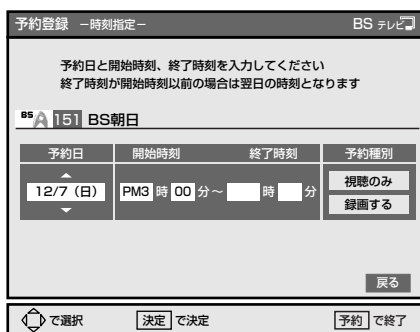 予約登録 －時刻指定－ BS テレビ
予約日と開始時刻、終了時刻を入力してください
終了時刻が開始時刻以前の場合は翌日の時刻となります
BS A 151 BS朝日
予約日 開始時刻 終了時刻 予約種別
12/7（日） PM3 時 00 分～ 時 分 視聴のみ
録画する
戻る
で選択 決定 で決定 予約 で終了